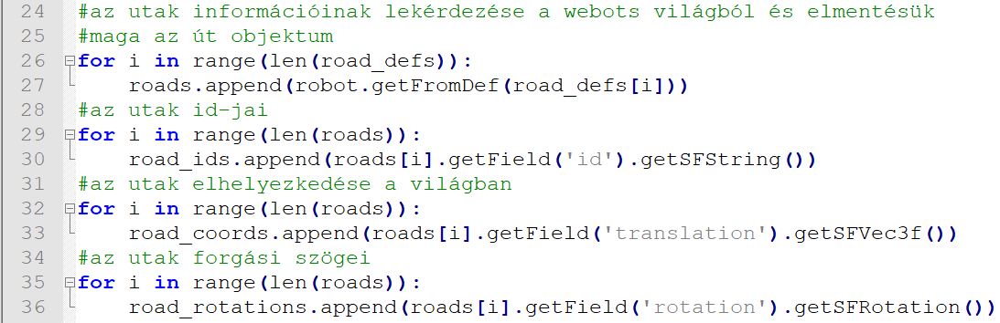 24 #az utak információinak lekérdezése a webots világból és elmentésük
25 #maga az út objektum
26 for i in range(len(road_defs)):
27     roads.append(robot.getFromDef(road_defs[i]))
28 #az utak id-jai
29 for i in range(len(roads)):
30     road_ids.append(roads[i].getField('id').getSFString())
31 #az utak elhelyezkedése a világban
32 for i in range(len(roads)):
33     road_coords.append(roads[i].getField('translation').getSFVec3f())
34 #az utak forgási szögei
35 for i in range(len(roads)):
36     road_rotations.append(roads[i].getField('rotation').getSFRotation())